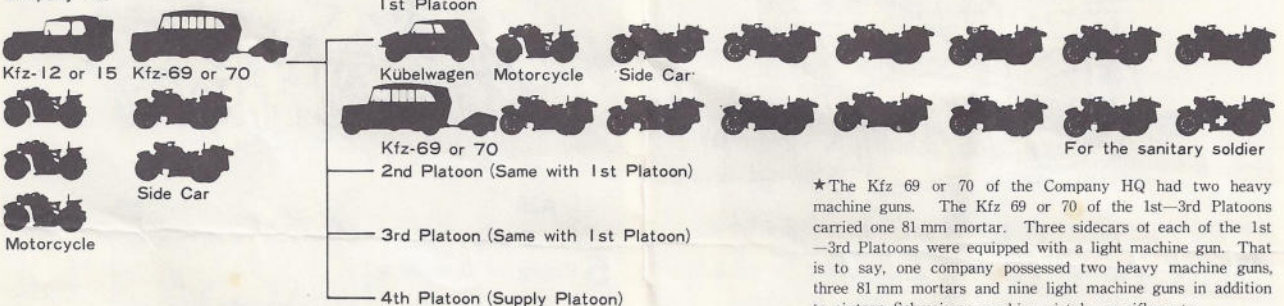 1st Platoon
Kfz-12 or 15
Kfz-69 or 70
Kübelwagen
Motorcycle
Side Car
Kfz-69 or 70
For the sanitary soldier
Side Car
Motorcycle
2nd Platoon (Same with 1st Platoon)
3rd Platoon (Same with 1st Platoon)
4th Platoon (Supply Platoon)
★The Kfz 69 or 70 of the Company HQ had two heavy
machine guns. The Kfz 69 or 70 of the 1st—3rd Platoons
carried one 81 mm mortar. Three sidecars of each of the 1st
—3rd Platoons were equipped with a light machine gun. That
is to say, one company possessed two heavy machine guns,
three 81 mm mortars and nine light machine guns in addition